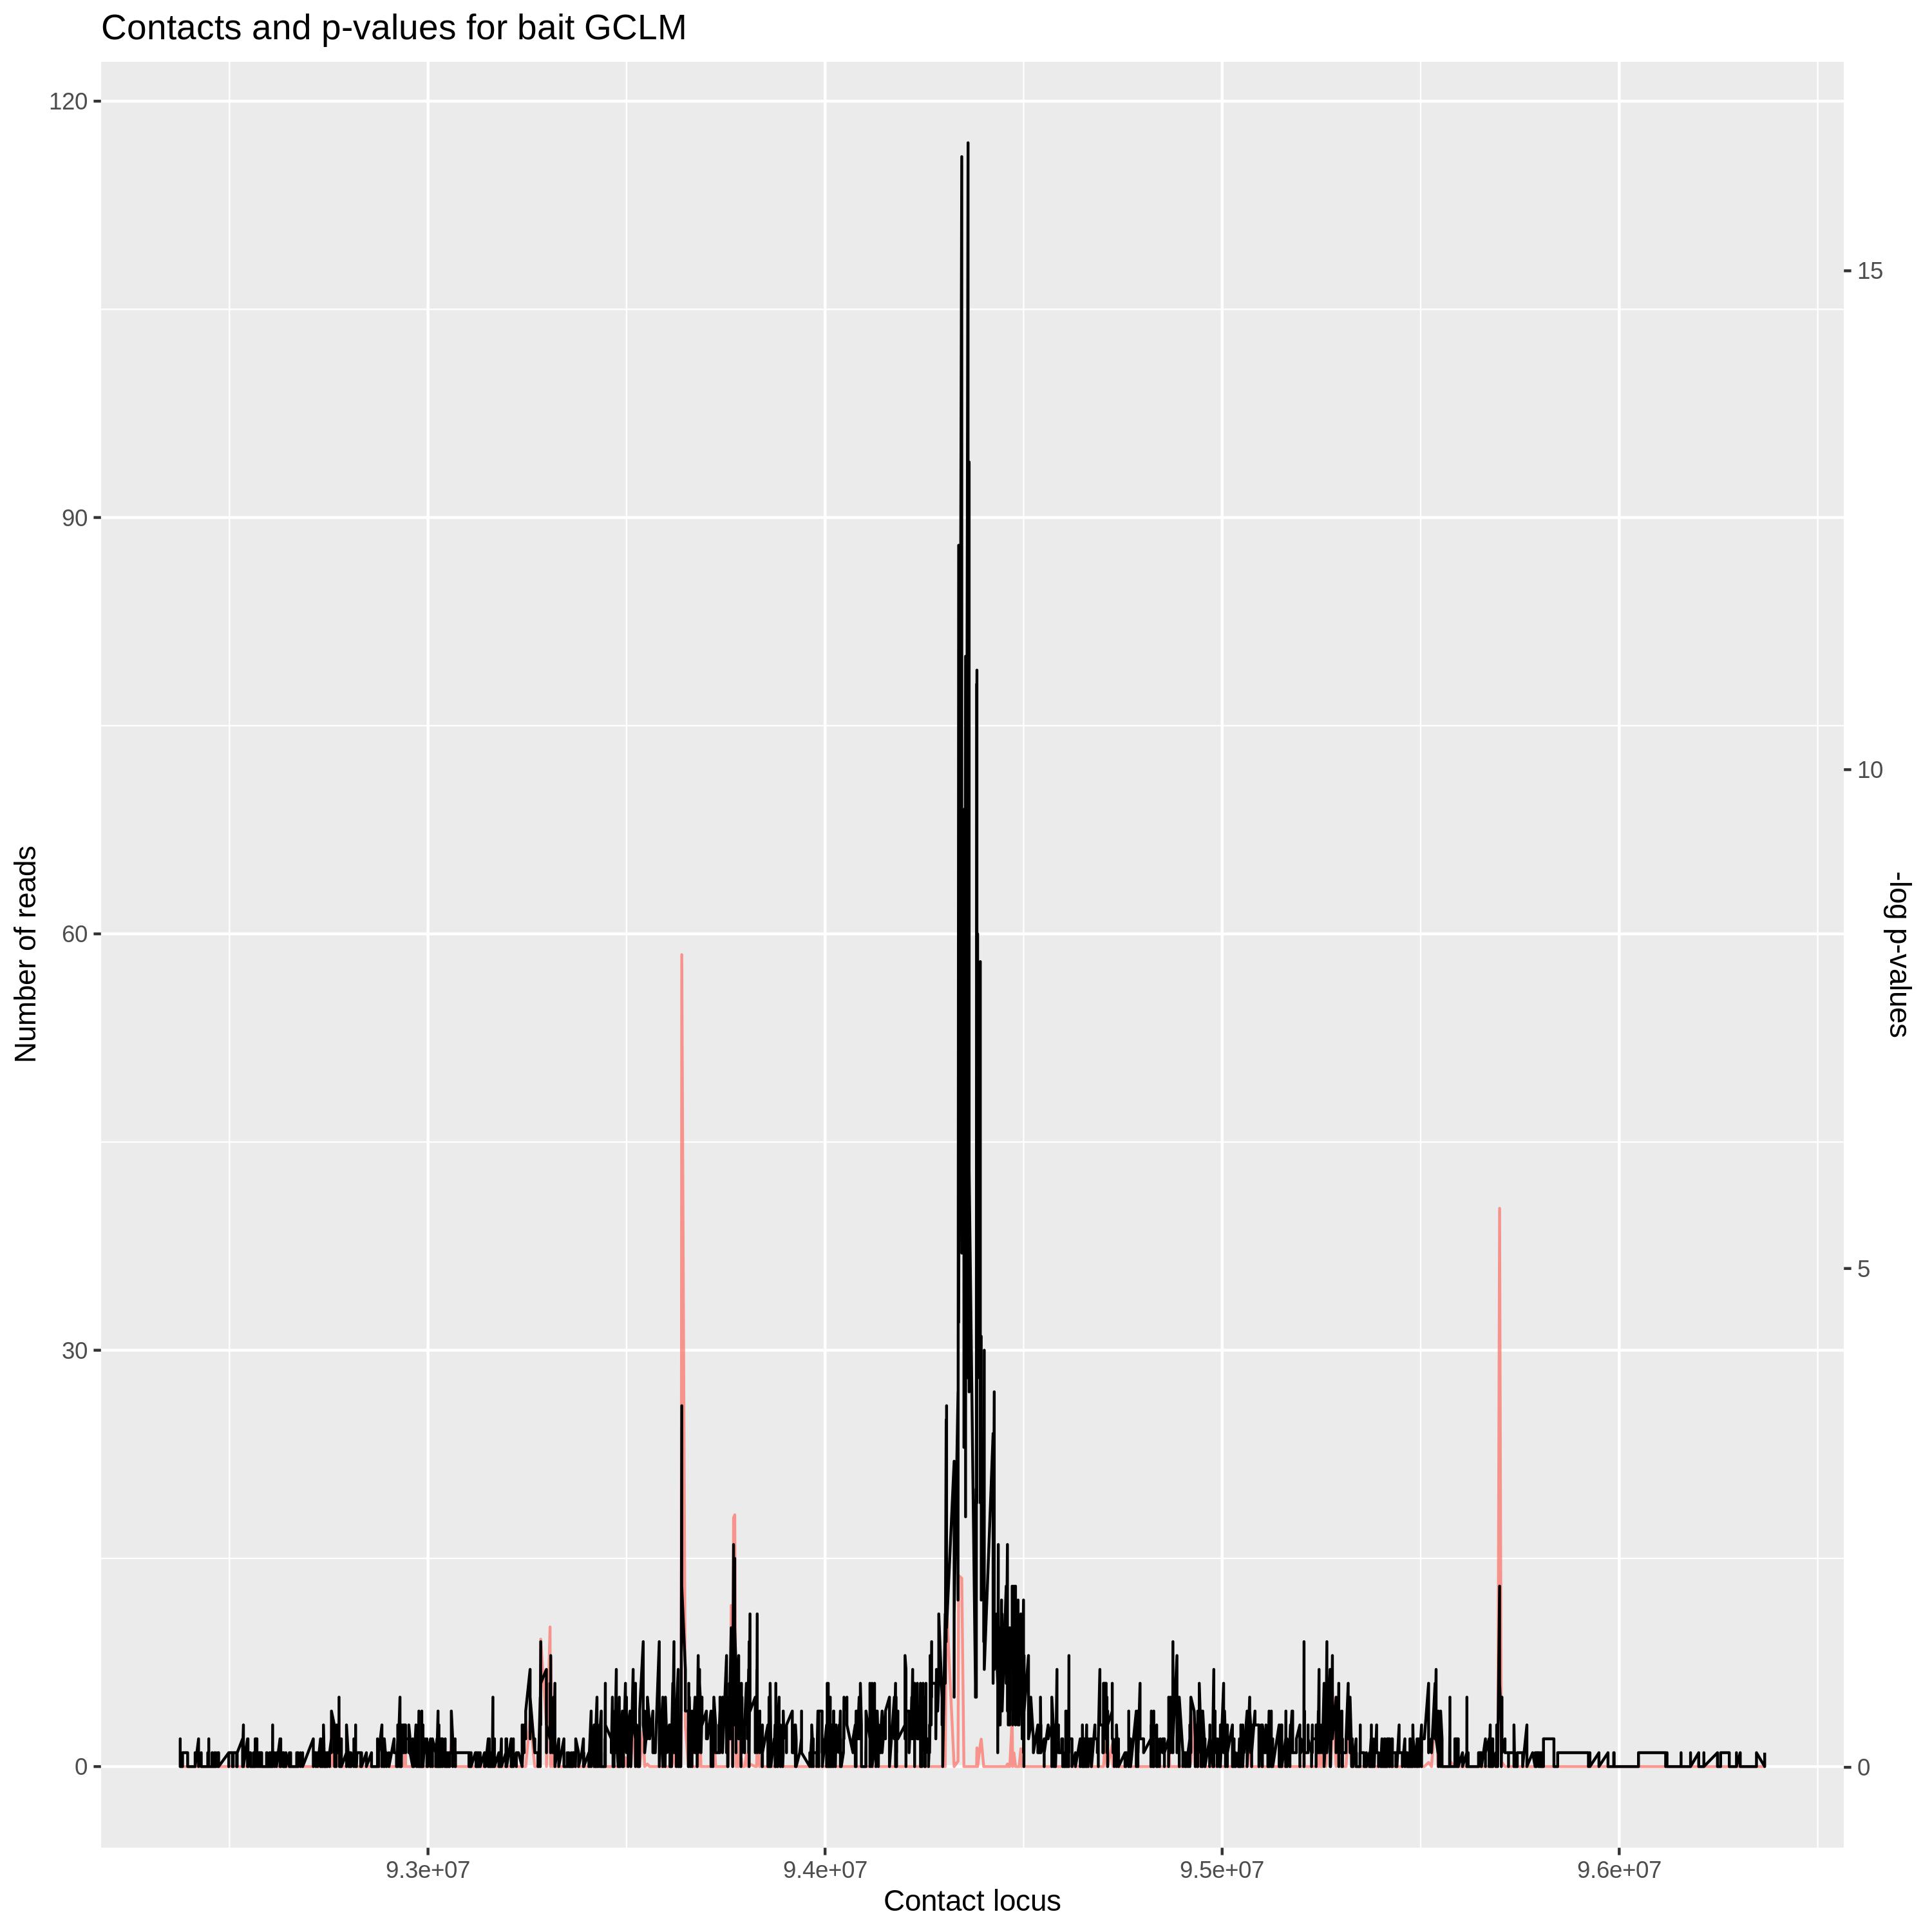 Contacts and p-values for bait GCLM
120
90
60
30
0
Number of reads
15
10
5
0
-log p-values
9.3e+07
9.4e+07
9.5e+07
9.6e+07
Contact locus